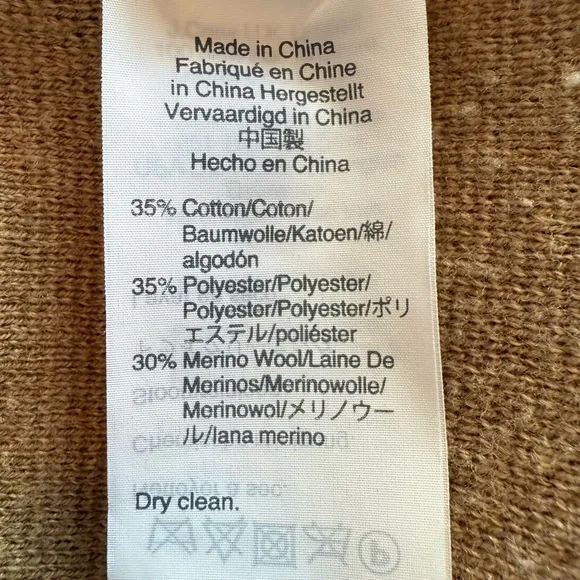 Made in China
Fabriqué en Chine
in China Hergestellt
Vervaardigd in China
中国製
Hecho en China
35% Cotton/Coton/
Baumwolle/Katoen/綿/
algodón
35% Polyester/Polyester/
Polyester/Polyester/ポリ
エステル/poliéster
30% Merino Wool/Laine De
Merinos/Merinowolle/
Merinowol/メリノウー
ル/lana merino
Dry clean.